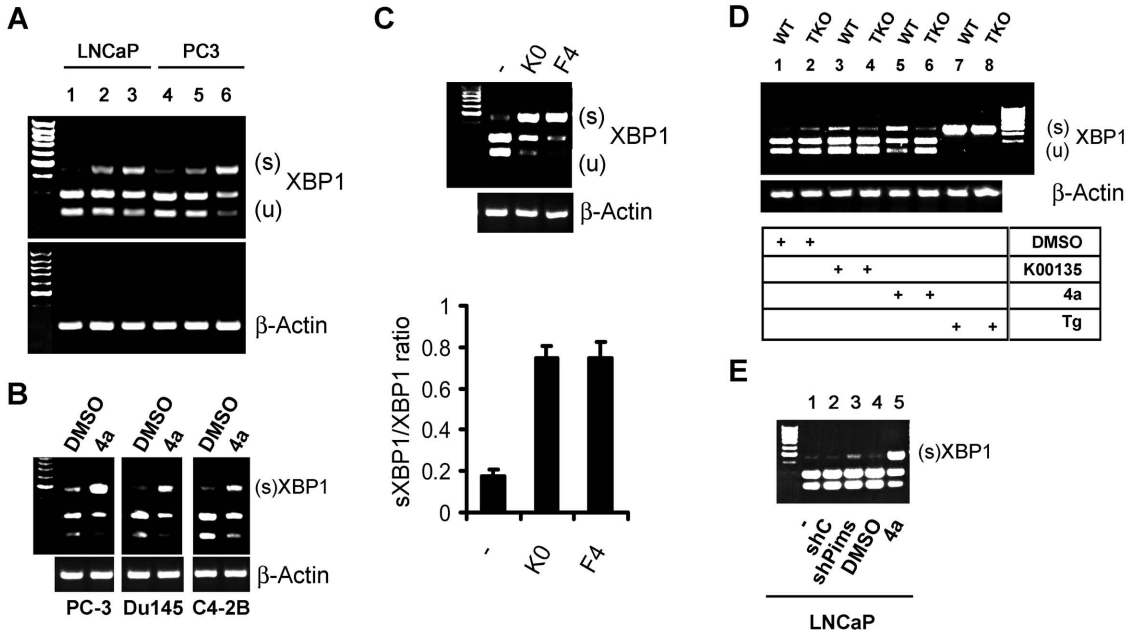 A
LNCaP PC3
1 2 3 4 5 6
(s)
XBP1
(u)
β-Actin
B
DMSO 4a DMSO 4a DMSO 4a
(s)XBP1
β-Actin
PC-3 Du145 C4-2B
C
- K0 F4
(s)
XBP1
(u)
β-Actin
sXBP1/XBP1 ratio
1
0.8
0.6
0.4
0.2
0
- K0 F4
D
WT TKO WT TKO WT TKO WT TKO
1 2 3 4 5 6 7 8
(s) XBP1
(u)
β-Actin
+ + DMSO
+ + K00135
+ + 4a
+ + Tg
E
1 2 3 4 5
(s)XBP1
- shC shPims DMSO 4a
LNCaP